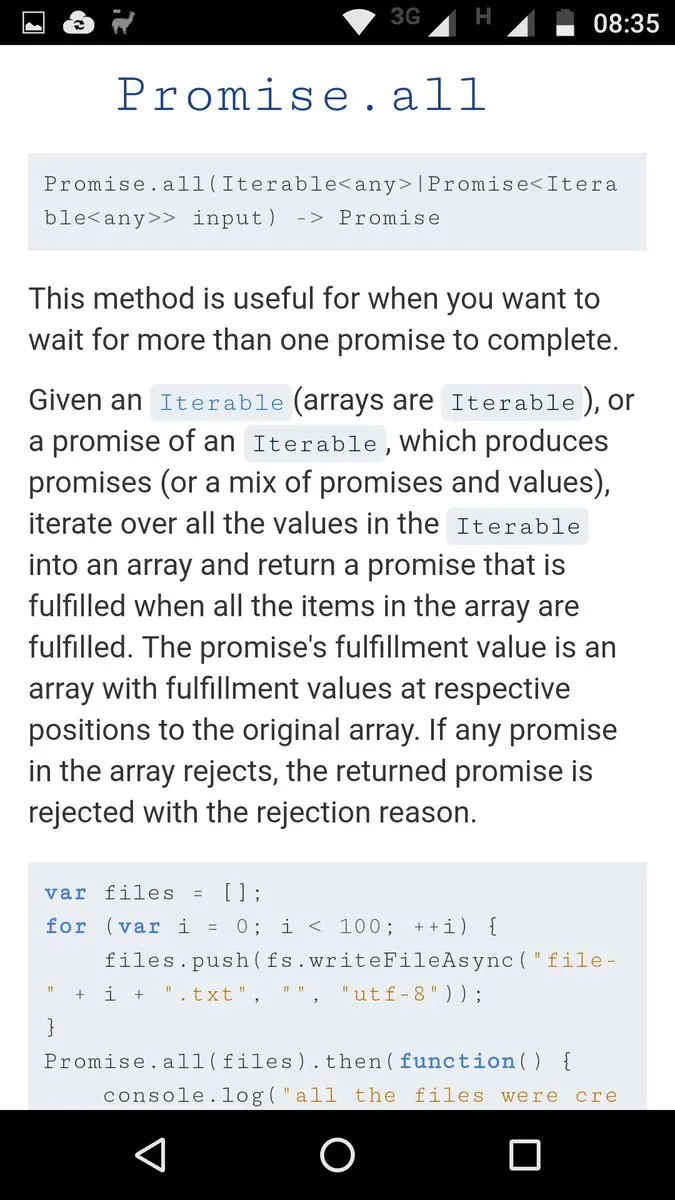 3G H 08:35
Promise.all
Promise.all(Iterable<any>|Promise<Itera
ble<any>> input) -> Promise
This method is useful for when you want to
wait for more than one promise to complete.
Given an Iterable (arrays are Iterable), or
a promise of an Iterable, which produces
promises (or a mix of promises and values),
iterate over all the values in the Iterable
into an array and return a promise that is
fulfilled when all the items in the array are
fulfilled. The promise's fulfillment value is an
array with fulfillment values at respective
positions to the original array. If any promise
in the array rejects, the returned promise is
rejected with the rejection reason.
var files = [];
for (var i = 0; i < 100; ++i) {
    files.push(fs.writeFileAsync("file-
" + i + ".txt", "", "utf-8"));
}
Promise.all(files).then(function() {
    console.log("all the files were cre